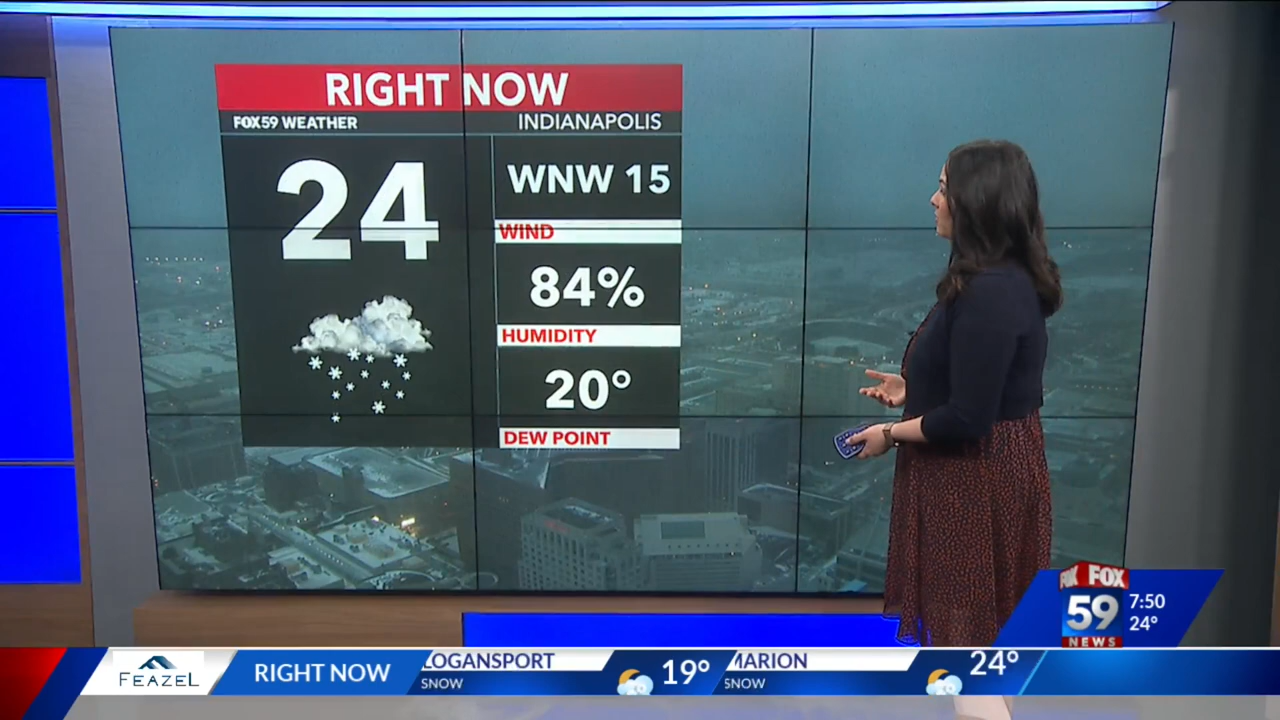 RIGHT NOW
FOX59 WEATHER
INDIANAPOLIS
24
WNW 15
WIND
84%
HUMIDITY
20°
DEW POINT
FOX
59
NEWS
7:50
24°
FEAZEL
RIGHT NOW
LOGANSPORT
SNOW
19°
MARION
SNOW
24°